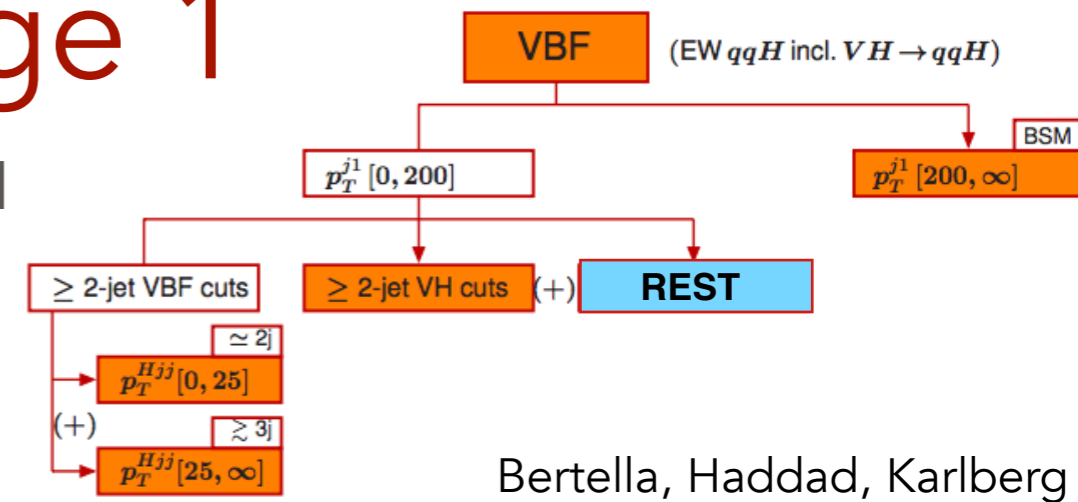 ge 1
VBF (EW qqH incl. VH → qqH)
BSM
p_T^{j1} [0, 200] p_T^{j1} [200, ∞]
≥ 2-jet VBF cuts ≥ 2-jet VH cuts (+) REST
≃ 2j
p_T^{Hjj} [0, 25]
(+) ≳ 3j
p_T^{Hjj} [25, ∞]
Bertella, Haddad, Karlberg